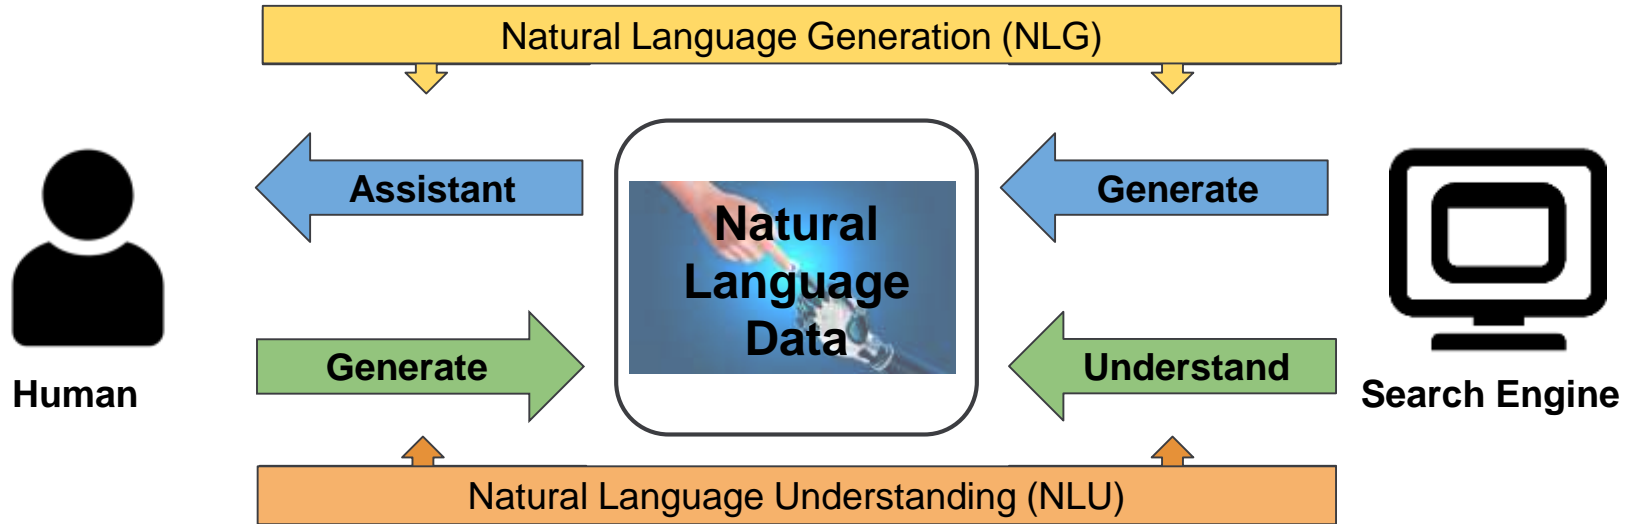 Natural Language Generation (NLG)
Assistant
Generate
Natural
Language
Data
Generate
Understand
Human
Search Engine
Natural Language Understanding (NLU)